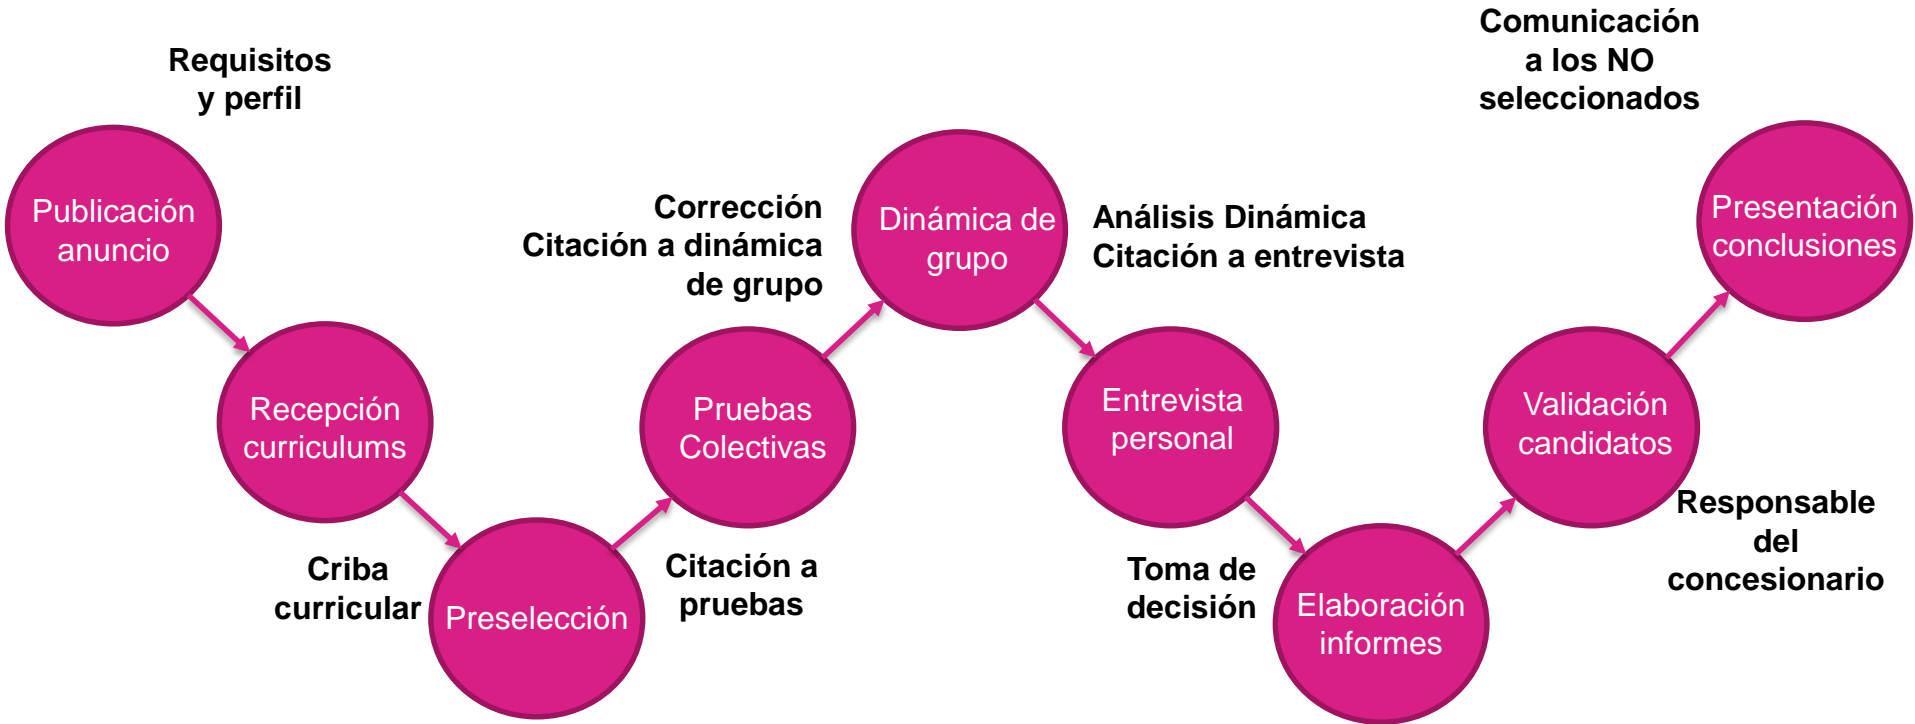 Requisitos
y perfil
Publicación
anuncio
Recepción
curriculums
Criba
curricular
Preselección
Citación a
pruebas
Pruebas
Colectivas
Corrección
Citación a dinámica
de grupo
Dinámica de
grupo
Análisis Dinámica
Citación a entrevista
Entrevista
personal
Toma de
decisión
Elaboración
informes
Validación
candidatos
Responsable
del
concesionario
Comunicación
a los NO
seleccionados
Presentación
conclusiones